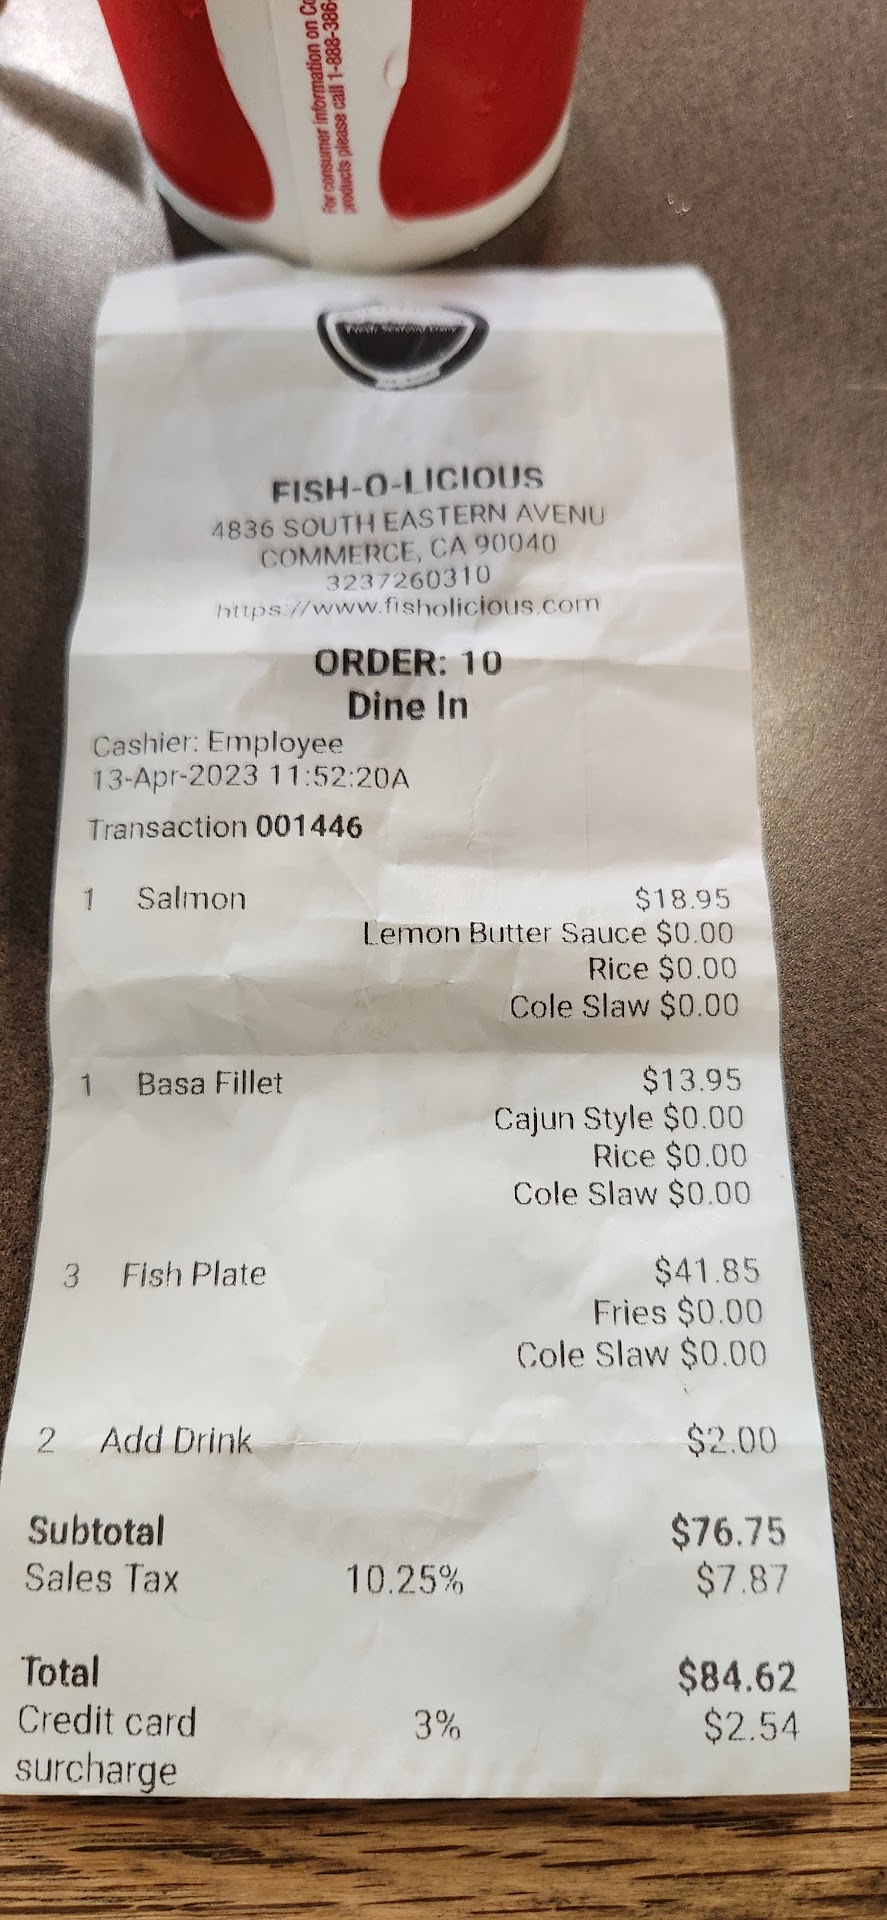 For consumer information on
products please call 1-888-386-
FISH-O-LICIOUS
4836 SOUTH EASTERN AVENU
COMMERCE, CA 90040
3237260310
https://www.fisholicious.com
ORDER: 10
Dine In
Cashier: Employee
13-Apr-2023 11:52:20A
Transaction 001446
1 Salmon $18.95
Lemon Butter Sauce $0.00
Rice $0.00
Cole Slaw $0.00
1 Basa Fillet $13.95
Cajun Style $0.00
Rice $0.00
Cole Slaw $0.00
3 Fish Plate $41.85
Fries $0.00
Cole Slaw $0.00
2 Add Drink $2.00
Subtotal $76.75
Sales Tax 10.25% $7.87
Total $84.62
Credit card 3% $2.54
surcharge